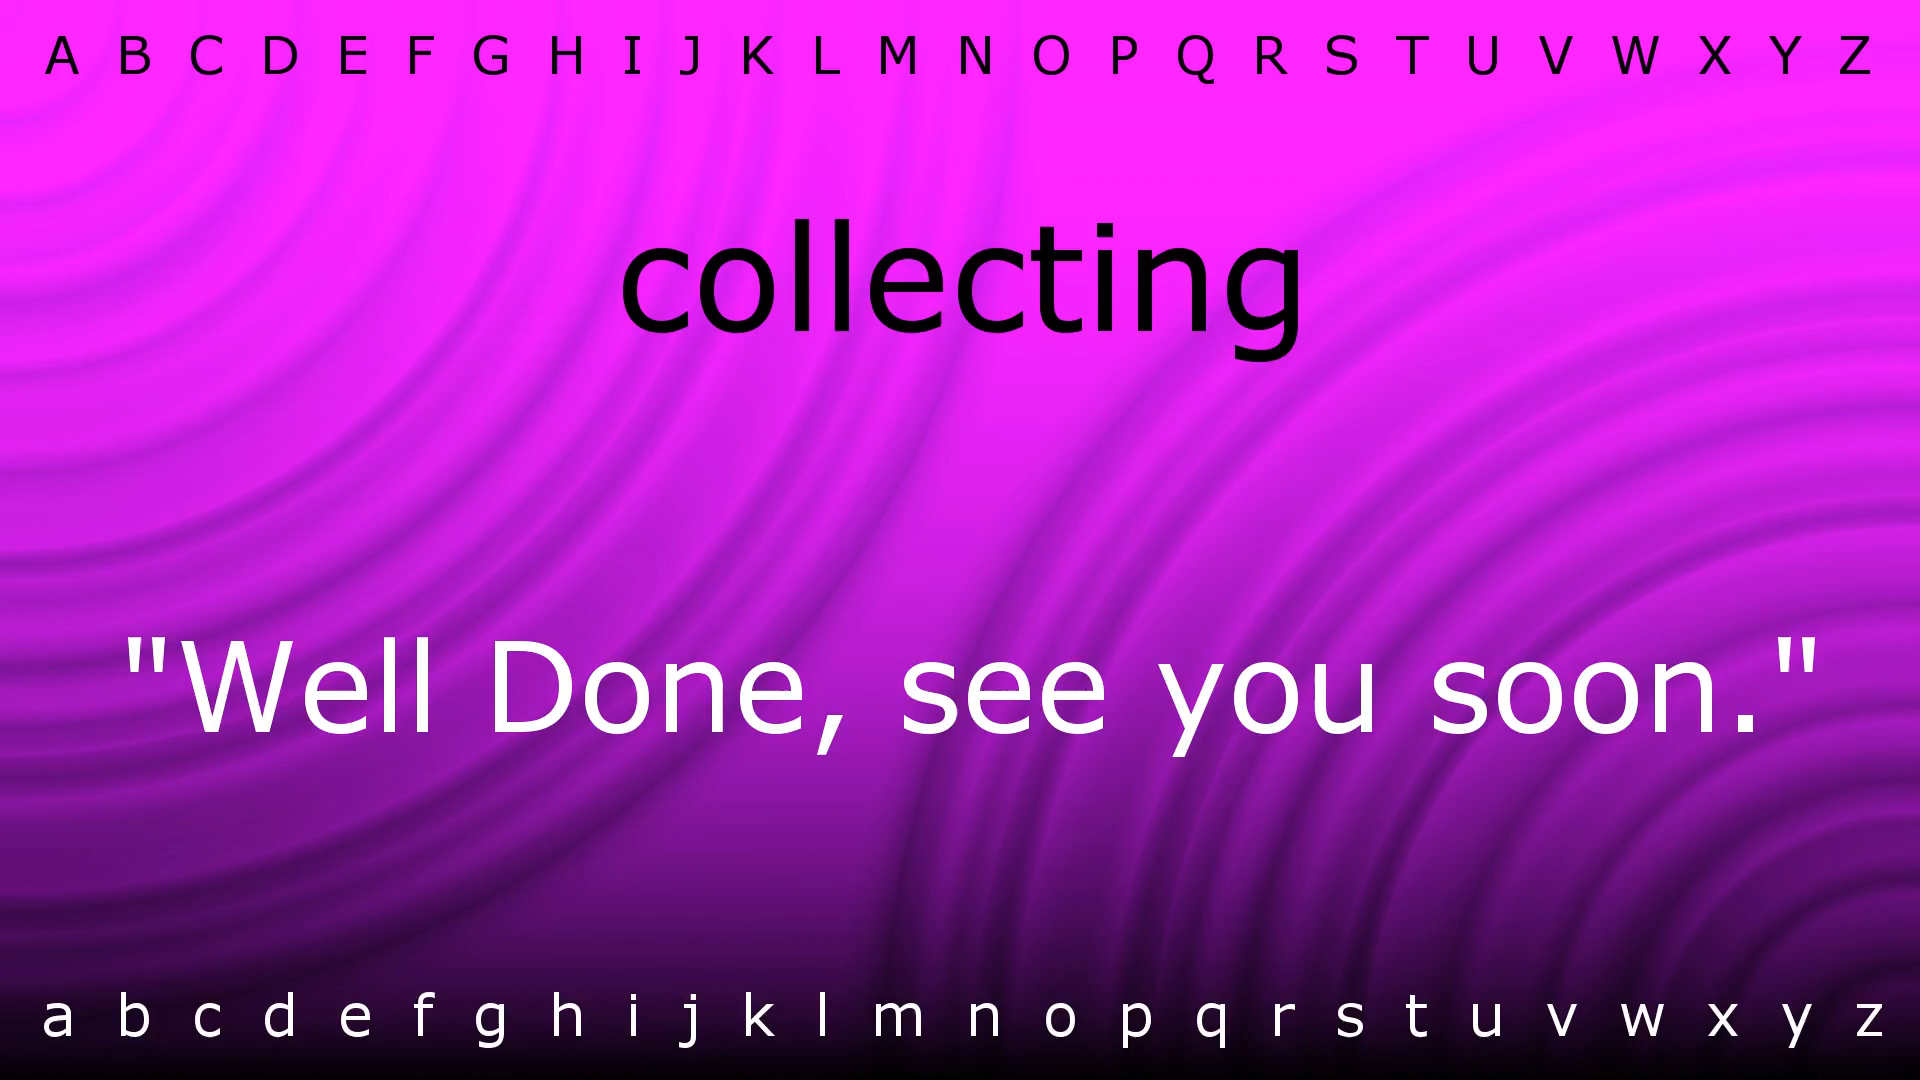 A B C D E F G H I J K L M N O P Q R S T U V W X Y Z
collecting
"Well Done, see you soon."
a b c d e f g h i j k l m n o p q r s t u v w x y z